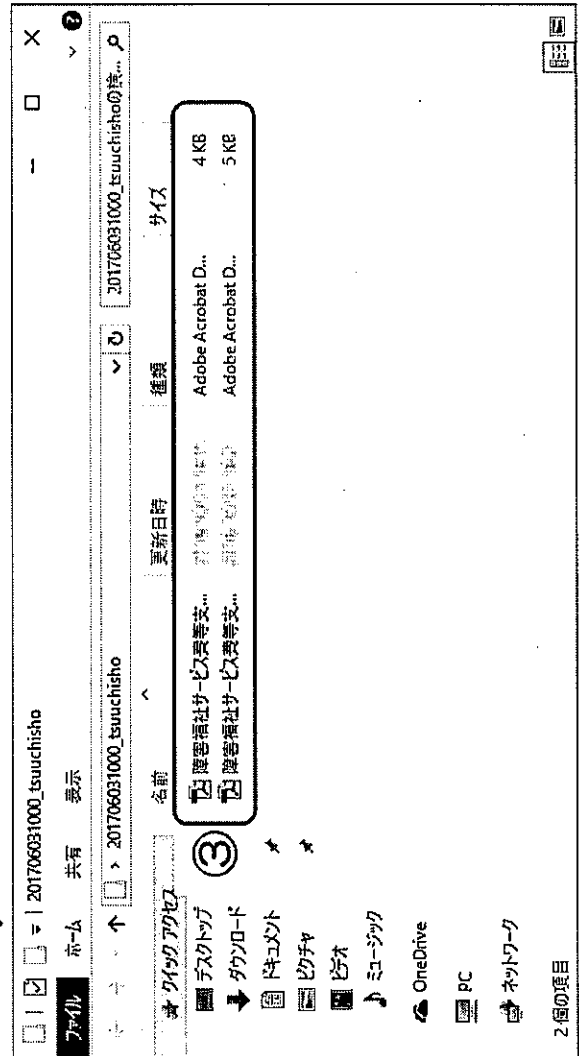 201706031000_tsuuchisho
ファイル ホーム 共有 表示
201706031000_tsuuchisho 201706031000_tsuuchishoの検...
名前 更新日時 種類 サイズ
障害福祉サービス費等支... Adobe Acrobat D... 4 KB
障害福祉サービス費等支... Adobe Acrobat D... 5 KB
③
クイック アクセス
デスクトップ
ダウンロード
ドキュメント
ピクチャ
ビデオ
ミュージック
OneDrive
PC
ネットワーク
2 個の項目